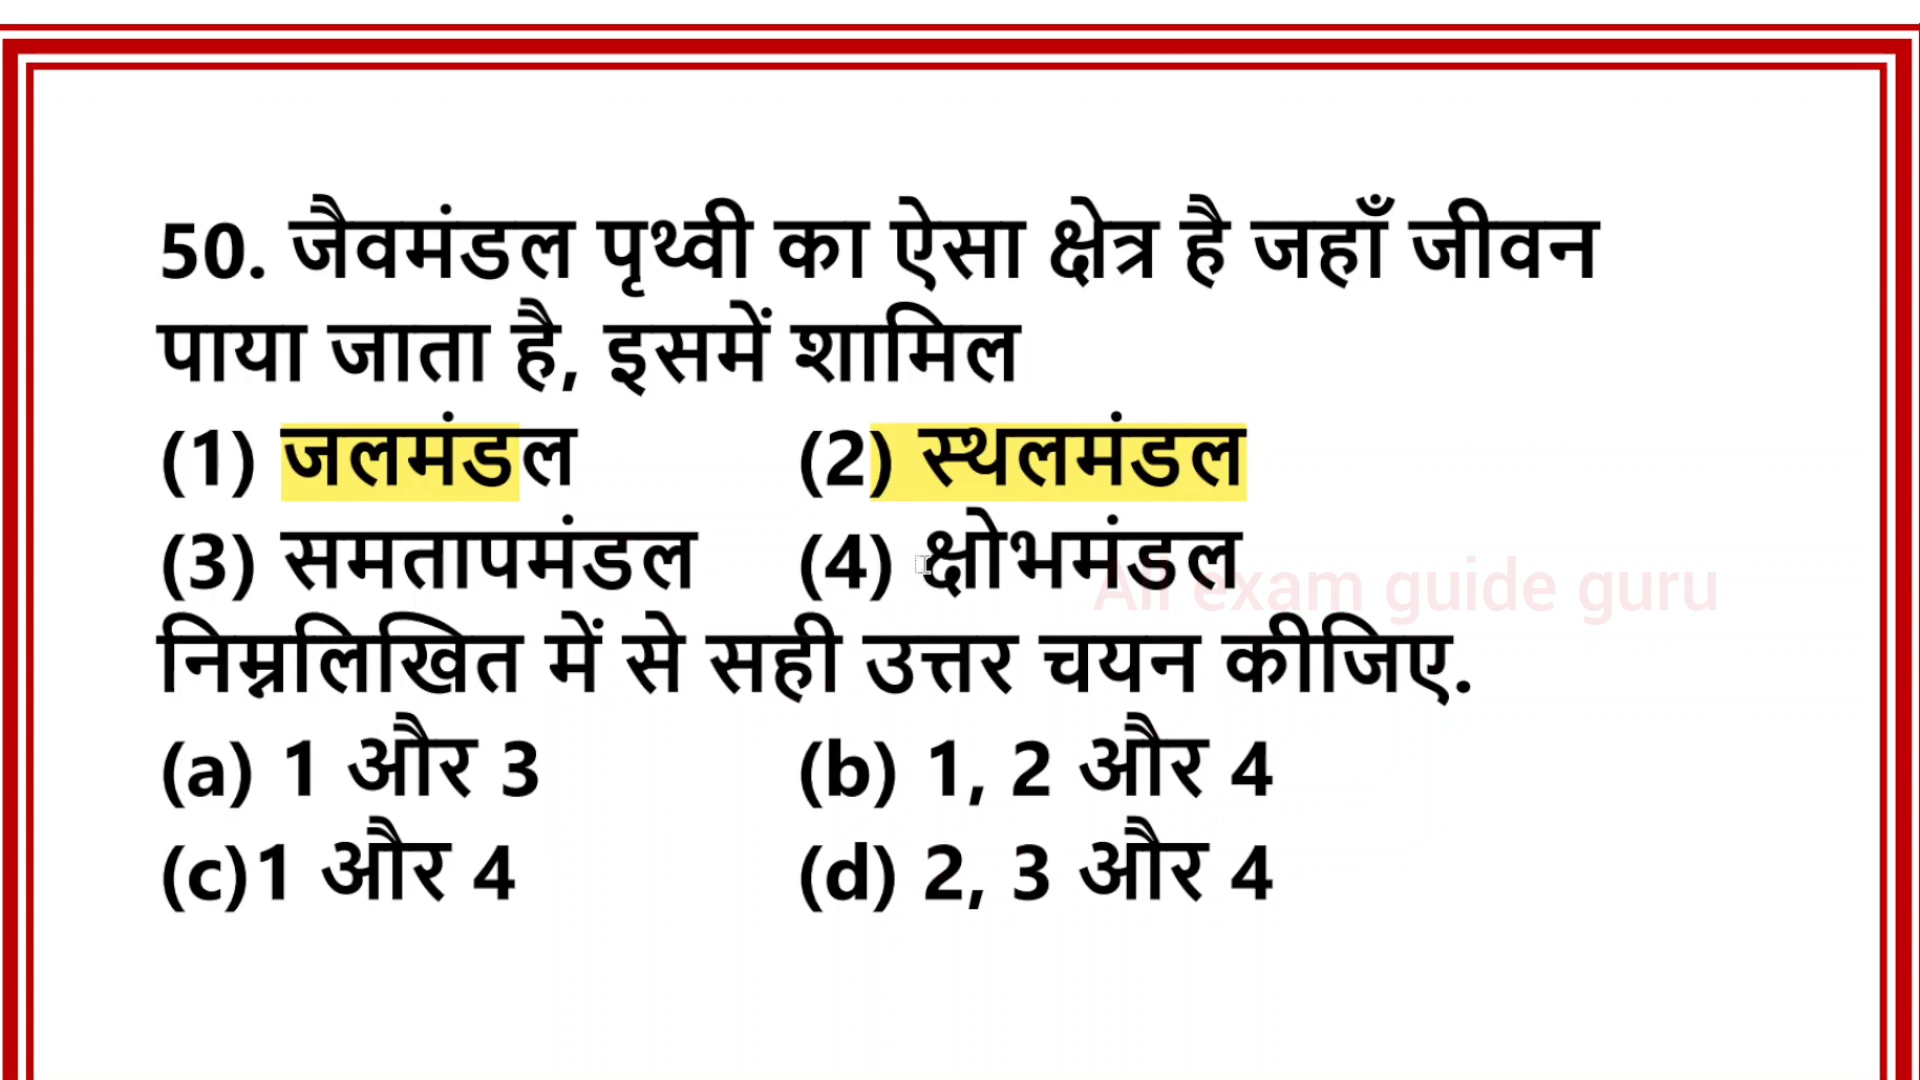 50. जैवमंडल पृथ्वी का ऐसा क्षेत्र है जहाँ जीवन
पाया जाता है, इसमें शामिल
(1) जलमंडल (2) स्थलमंडल
(3) समतापमंडल (4) क्षोभमंडल
All exam guide guru
निम्नलिखित में से सही उत्तर चयन कीजिए.
(a) 1 और 3 (b) 1, 2 और 4
(c)1 और 4 (d) 2, 3 और 4